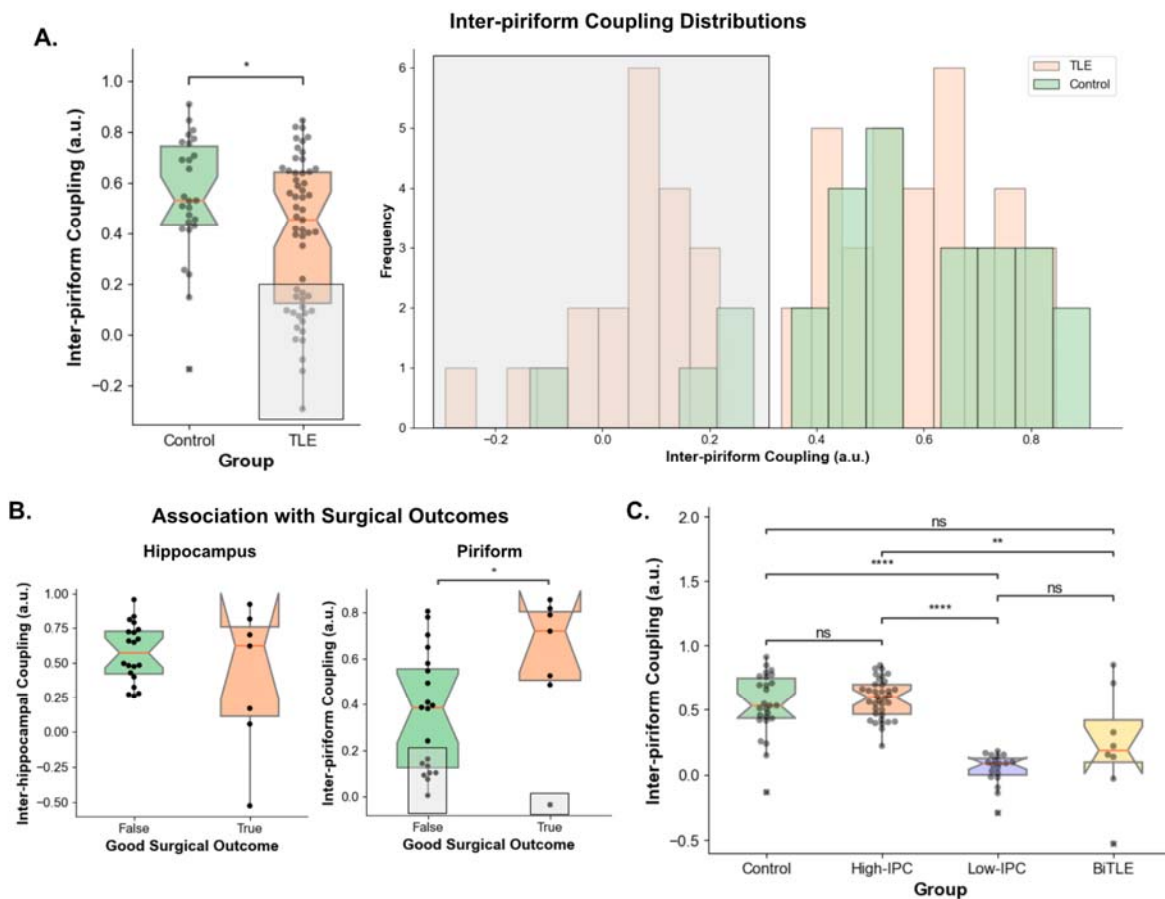 Inter-piriform Coupling Distributions
A.
*
Inter-piriform Coupling (a.u.)
1.0
0.8
0.6
0.4
0.2
0.0
−0.2
Control
TLE
Group
Frequency
6
5
4
3
2
1
0
−0.2
0.0
0.2
0.4
0.6
0.8
Inter-piriform Coupling (a.u.)
TLE
Control
B.
Association with Surgical Outcomes
Hippocampus
Inter-hippocampal Coupling (a.u.)
1.00
0.75
0.50
0.25
0.00
−0.25
−0.50
False
True
Good Surgical Outcome
Piriform
*
Inter-piriform Coupling (a.u.)
0.8
0.6
0.4
0.2
0.0
False
True
Good Surgical Outcome
C.
Inter-piriform Coupling (a.u.)
2.0
1.5
1.0
0.5
0.0
−0.5
ns
**
****
ns
****
ns
Control
High-IPC
Low-IPC
BiTLE
Group